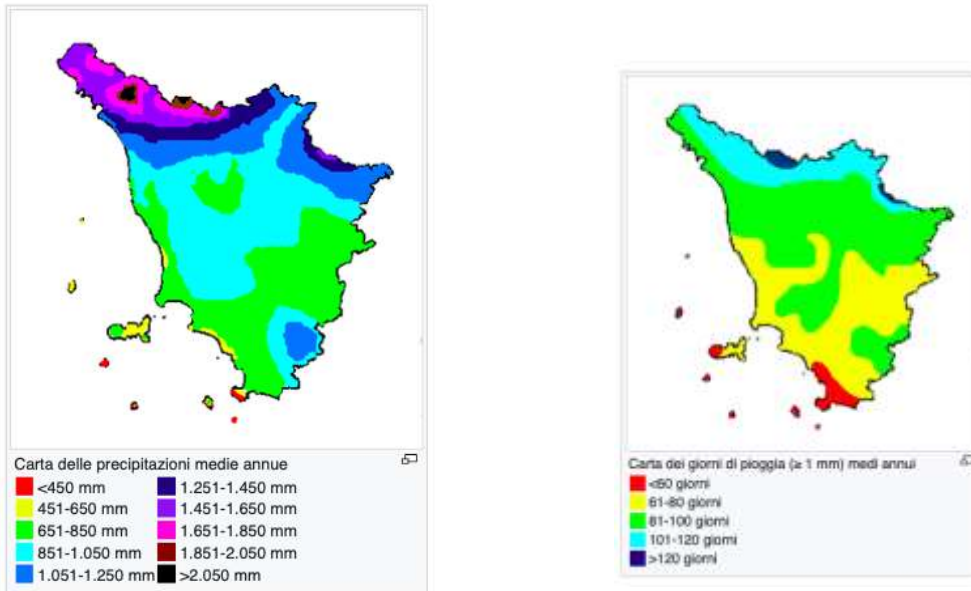 Carta delle precipitazioni medie annue
<450 mm
451-650 mm
651-850 mm
851-1.050 mm
1.051-1.250 mm
1.251-1.450 mm
1.451-1.650 mm
1.651-1.850 mm
1.851-2.050 mm
>2.050 mm
Carta dei giorni di pioggia (≥ 1 mm) medi annui
<60 giorni
61-80 giorni
81-100 giorni
101-120 giorni
>120 giorni